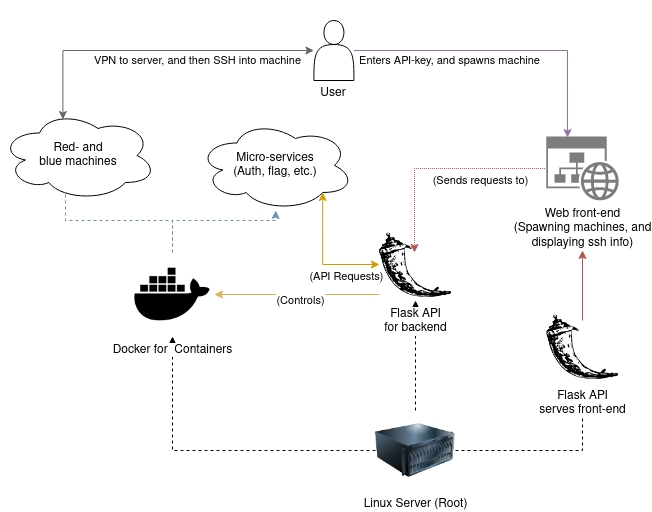 VPN to server, and then SSH into machine
Enters API-key, and spawns machine
User
Red- and
blue machines
Micro-services
(Auth, flag, etc.)
(Sends requests to)
Web front-end
(Spawning machines, and
displaying ssh info)
(API Requests)
(Controls)
Flask API
for backend
Docker for Containers
Flask API
serves front-end
Linux Server (Root)